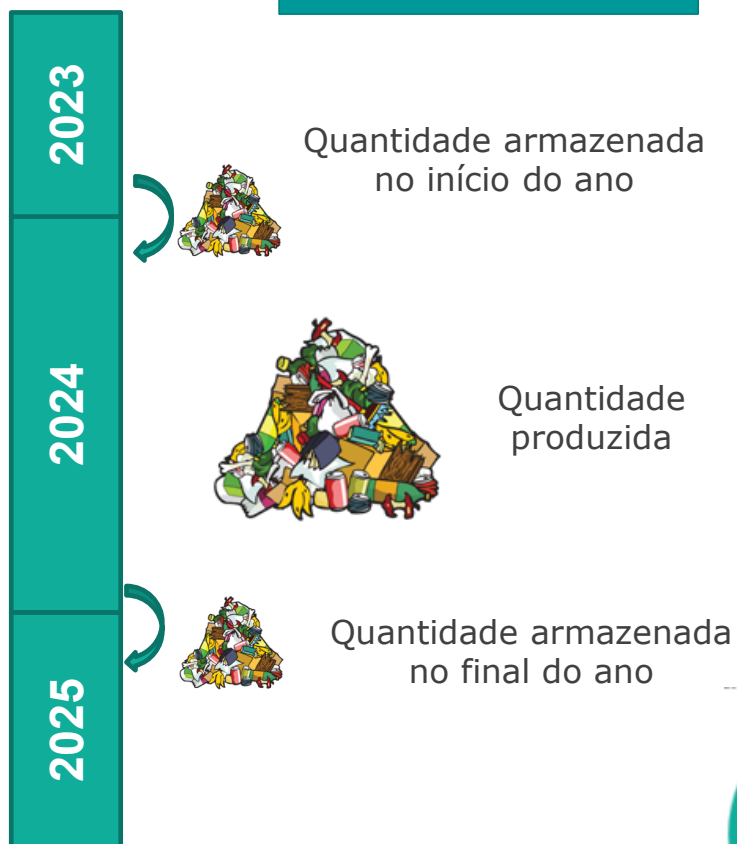 2023
Quantidade armazenada
no início do ano
2024
Quantidade
produzida
Quantidade armazenada
no final do ano
2025